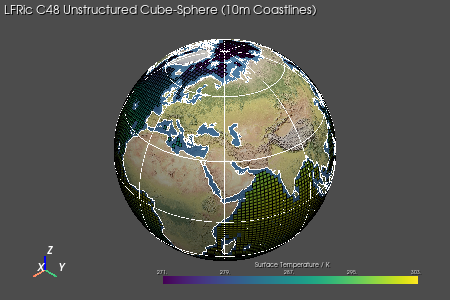 LFRic C48 Unstructured Cube-Sphere (10m Coastlines)
Z
X Y
Surface Temperature / K
271 279 287 295 303